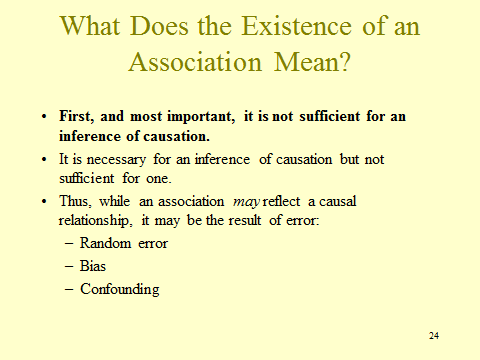 What Does the Existence of an
Association Mean?
• First, and most important, it is not sufficient for an
inference of causation.
• It is necessary for an inference of causation but not
sufficient for one.
• Thus, while an association may reflect a causal
relationship, it may be the result of error:
– Random error
– Bias
– Confounding
24